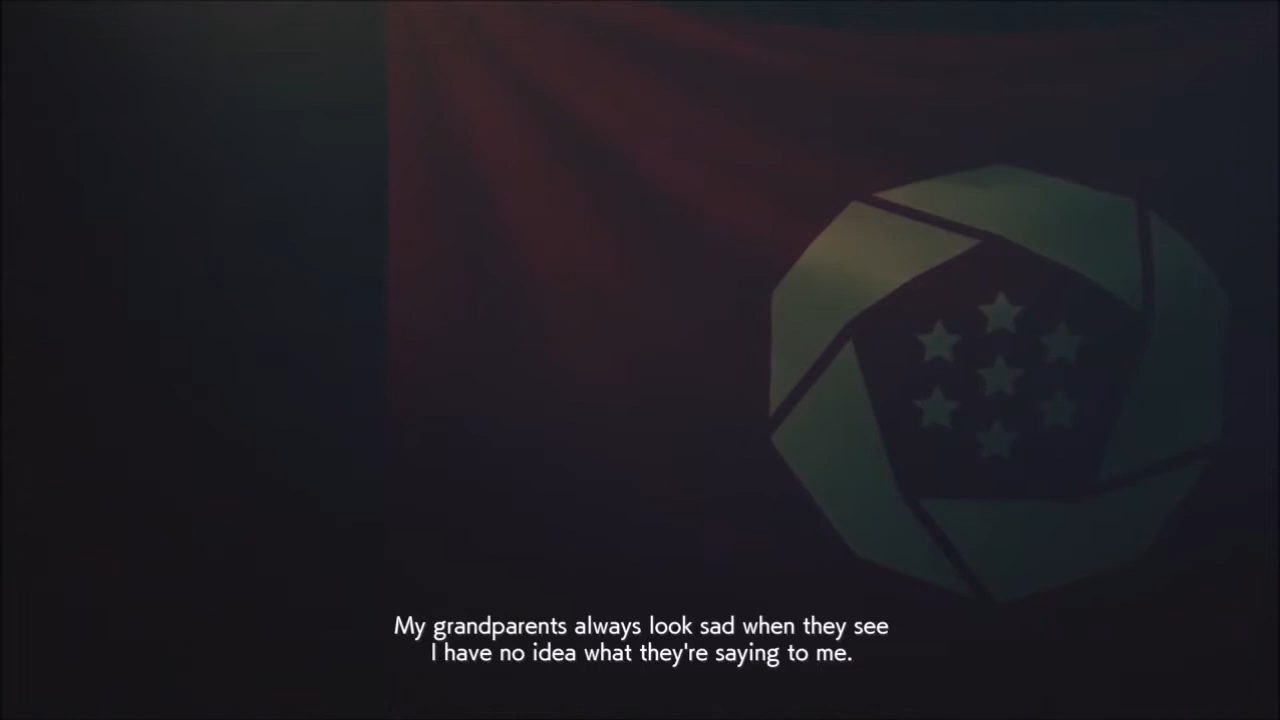 My grandparents always look sad when they see
I have no idea what they're saying to me.